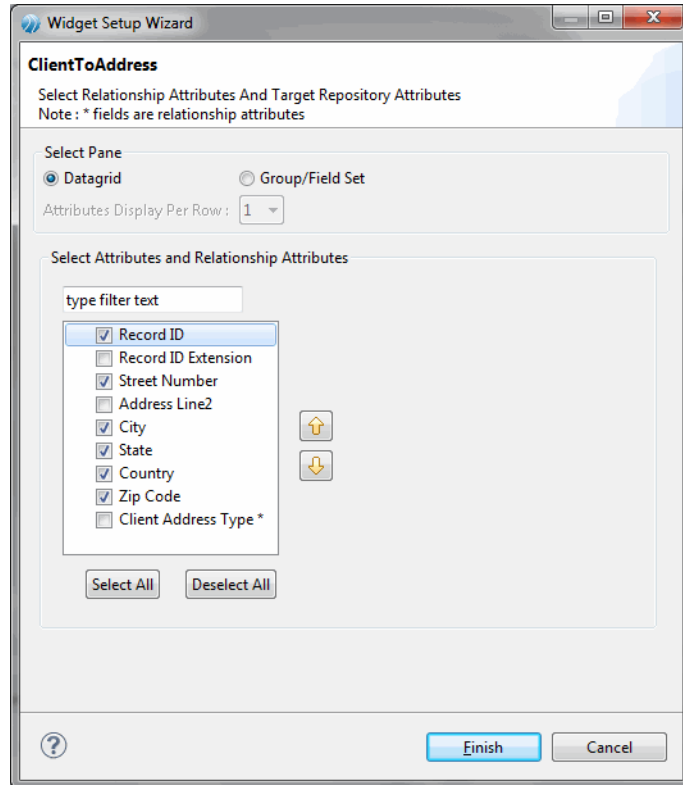 Widget Setup Wizard
ClientToAddress
Select Relationship Attributes And Target Repository Attributes
Note : * fields are relationship attributes
Select Pane
Datagrid Group/Field Set
Attributes Display Per Row : 1
Select Attributes and Relationship Attributes
type filter text
Record ID
Record ID Extension
Street Number
Address Line2
City
State
Country
Zip Code
Client Address Type *
Select All Deselect All
? Finish Cancel